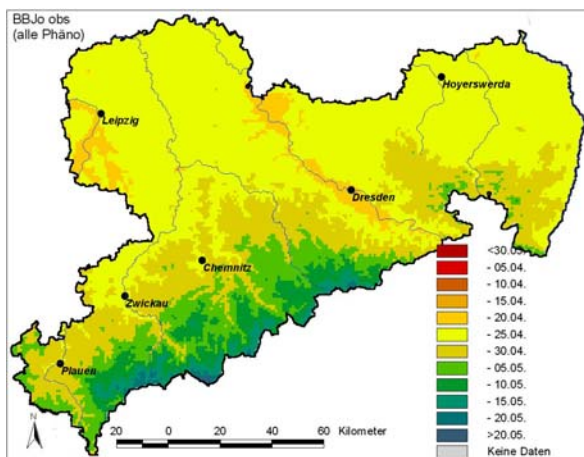 BBJo obs
(alle Phäno)
Hoyerswerda
Leipzig
Dresden
Chemnitz
Zwickau
Plauen
<30.03.
- 05.04.
- 10.04.
- 15.04.
- 20.04.
- 25.04.
- 30.04.
- 05.05.
- 10.05.
- 15.05.
- 20.05.
>20.05.
Keine Daten
N
20 0 20 40 60 Kilometer